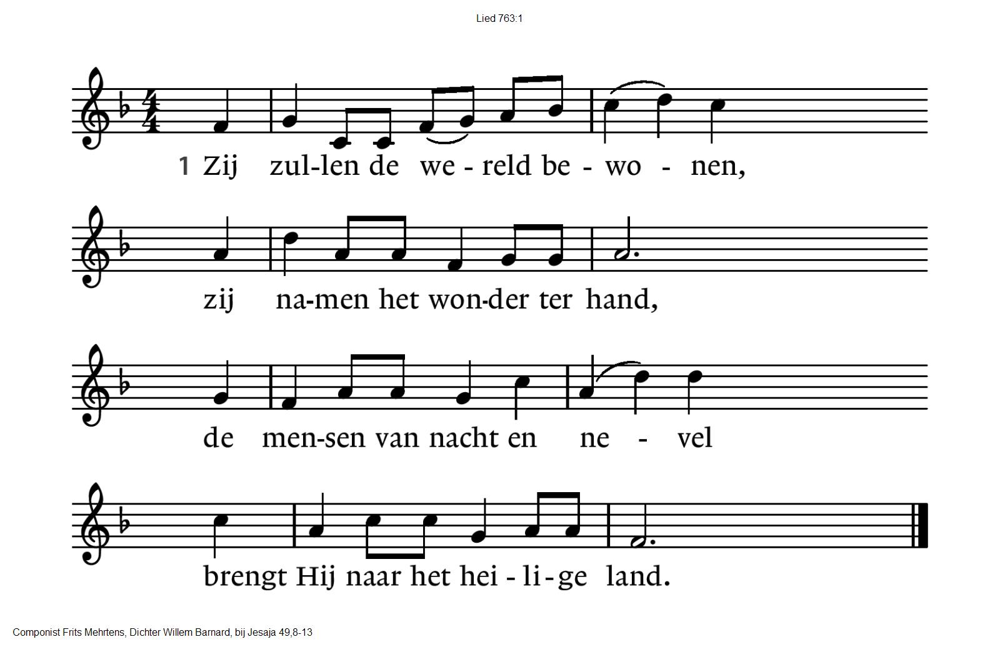 Lied 763:1
1 Zij zul-len de we - reld be - wo - nen,
zij na-men het won-der ter hand,
de men-sen van nacht en ne - vel
brengt Hij naar het hei - li - ge land.
Componist Frits Mehrtens, Dichter Willem Barnard, bij Jesaja 49,8-13